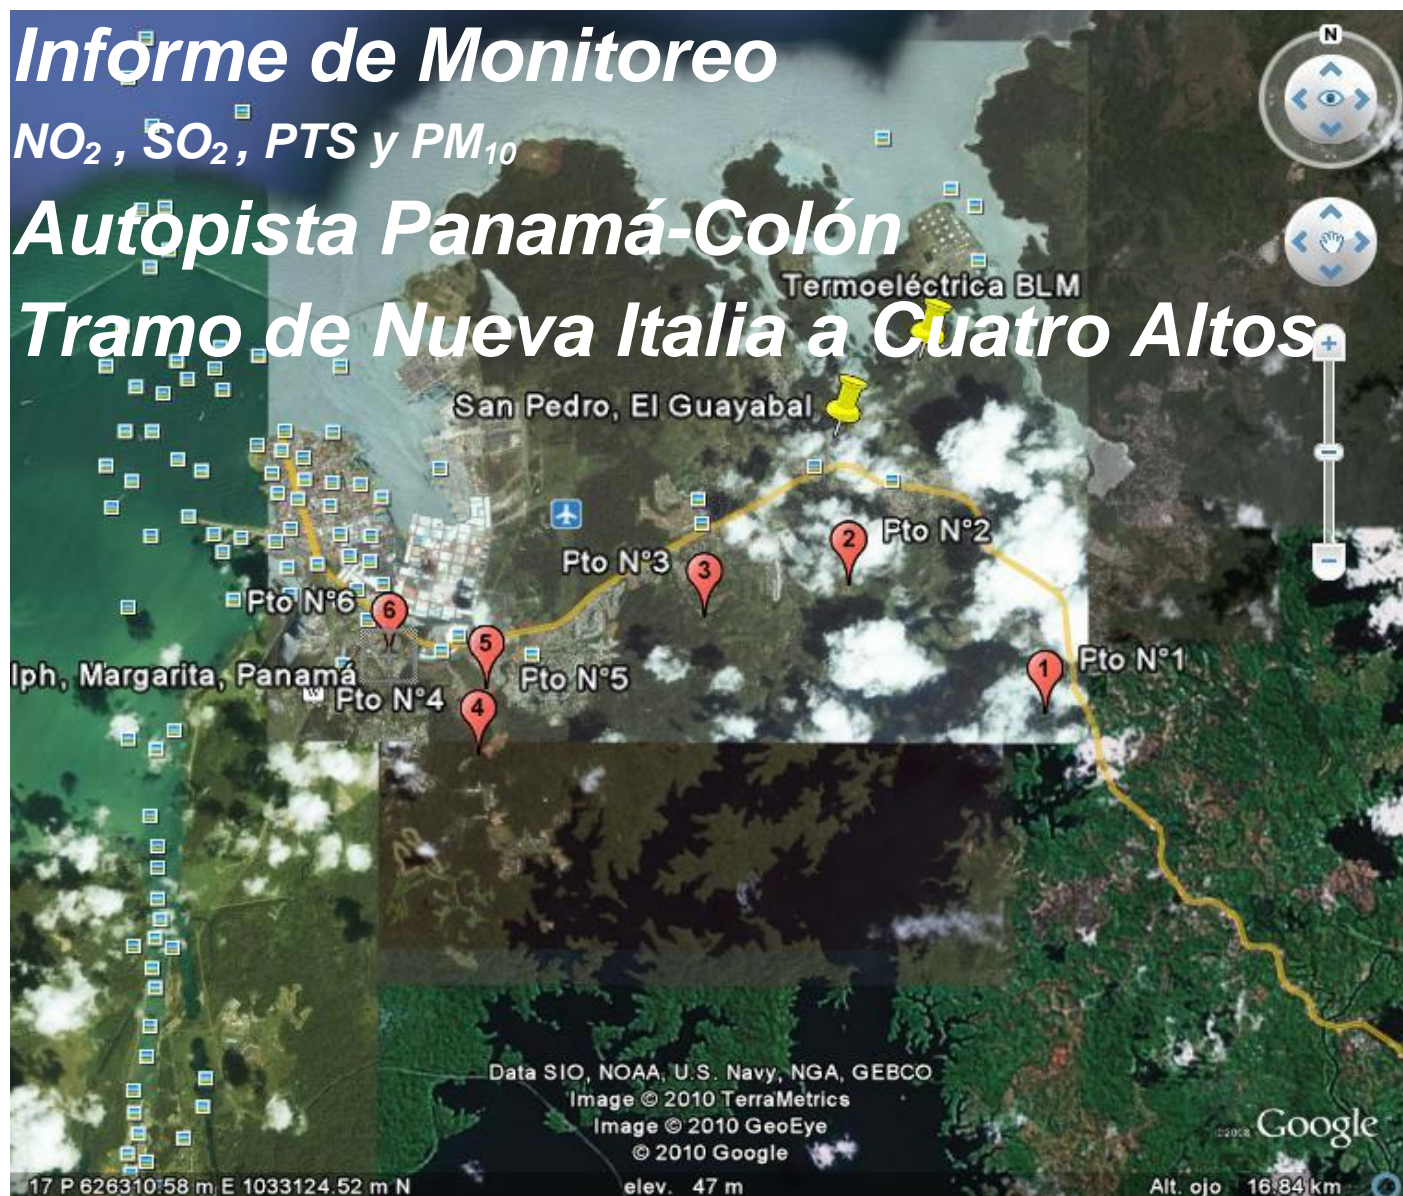 Informe de Monitoreo
N
NO2 , SO2 , PTS y PM10
Autopista Panamá-Colón
Termoeléctrica BLM
Tramo de Nueva Italia a Cuatro Altos
San Pedro, El Guayabal
Pto N°2
2
Pto N°3
3
Pto N°6
6
5
Pto N°5
1
Pto N°1
lph, Margarita, Panamá
Pto N°4
4
Data SIO, NOAA, U.S. Navy, NGA, GEBCO
Image © 2010 TerraMetrics
Image © 2010 GeoEye
© 2010 Google
©2008 Google
17 P 626310.58 m E 1033124.52 m N
elev. 47 m
Alt. ojo 16.84 km